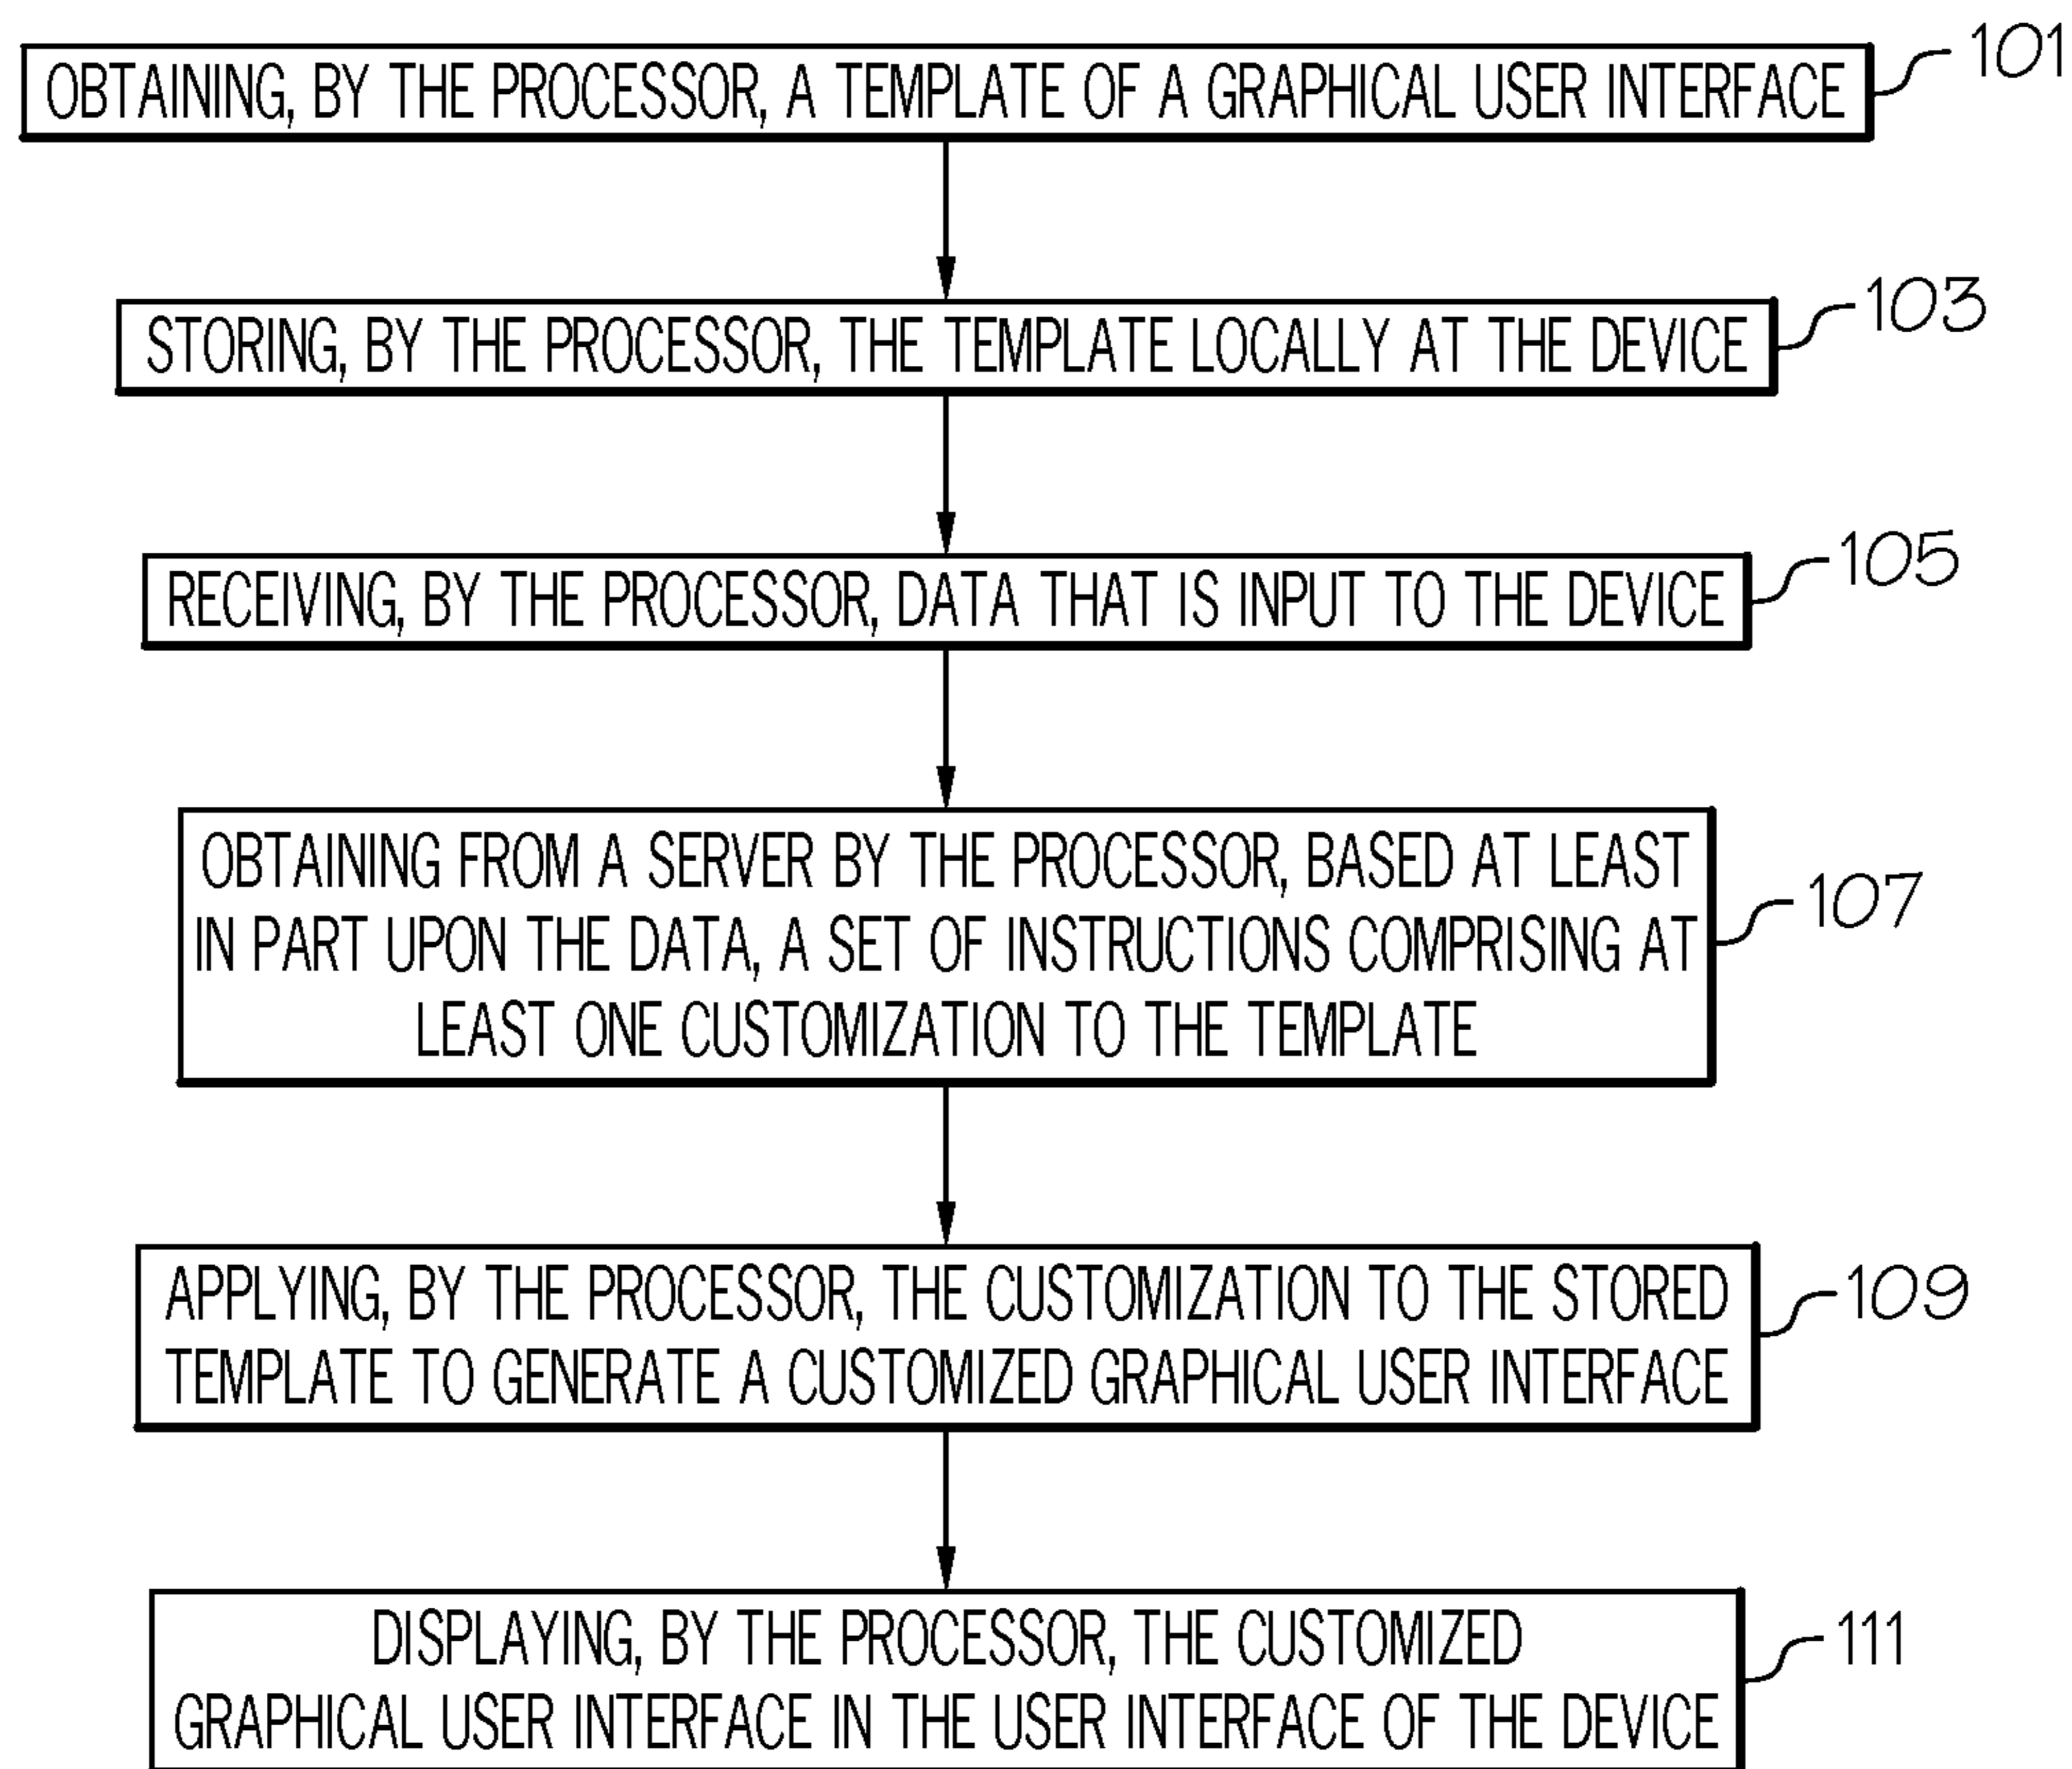 OBTAINING, BY THE PROCESSOR, A TEMPLATE OF A GRAPHICAL USER INTERFACE
101
STORING, BY THE PROCESSOR, THE TEMPLATE LOCALLY AT THE DEVICE
103
RECEIVING, BY THE PROCESSOR, DATA THAT IS INPUT TO THE DEVICE
105
OBTAINING FROM A SERVER BY THE PROCESSOR, BASED AT LEAST
IN PART UPON THE DATA, A SET OF INSTRUCTIONS COMPRISING AT
LEAST ONE CUSTOMIZATION TO THE TEMPLATE
107
APPLYING, BY THE PROCESSOR, THE CUSTOMIZATION TO THE STORED
TEMPLATE TO GENERATE A CUSTOMIZED GRAPHICAL USER INTERFACE
109
DISPLAYING, BY THE PROCESSOR, THE CUSTOMIZED
GRAPHICAL USER INTERFACE IN THE USER INTERFACE OF THE DEVICE
111